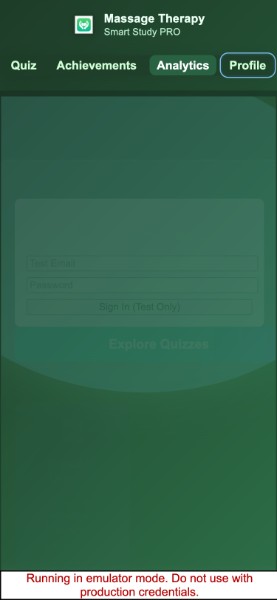 Massage Therapy
Smart Study PRO
Quiz
Achievements
Analytics
Profile
Test Email
Password
Sign in (Test Only)
Explore Quizzes
Running in emulator mode. Do not use with
production credentials.